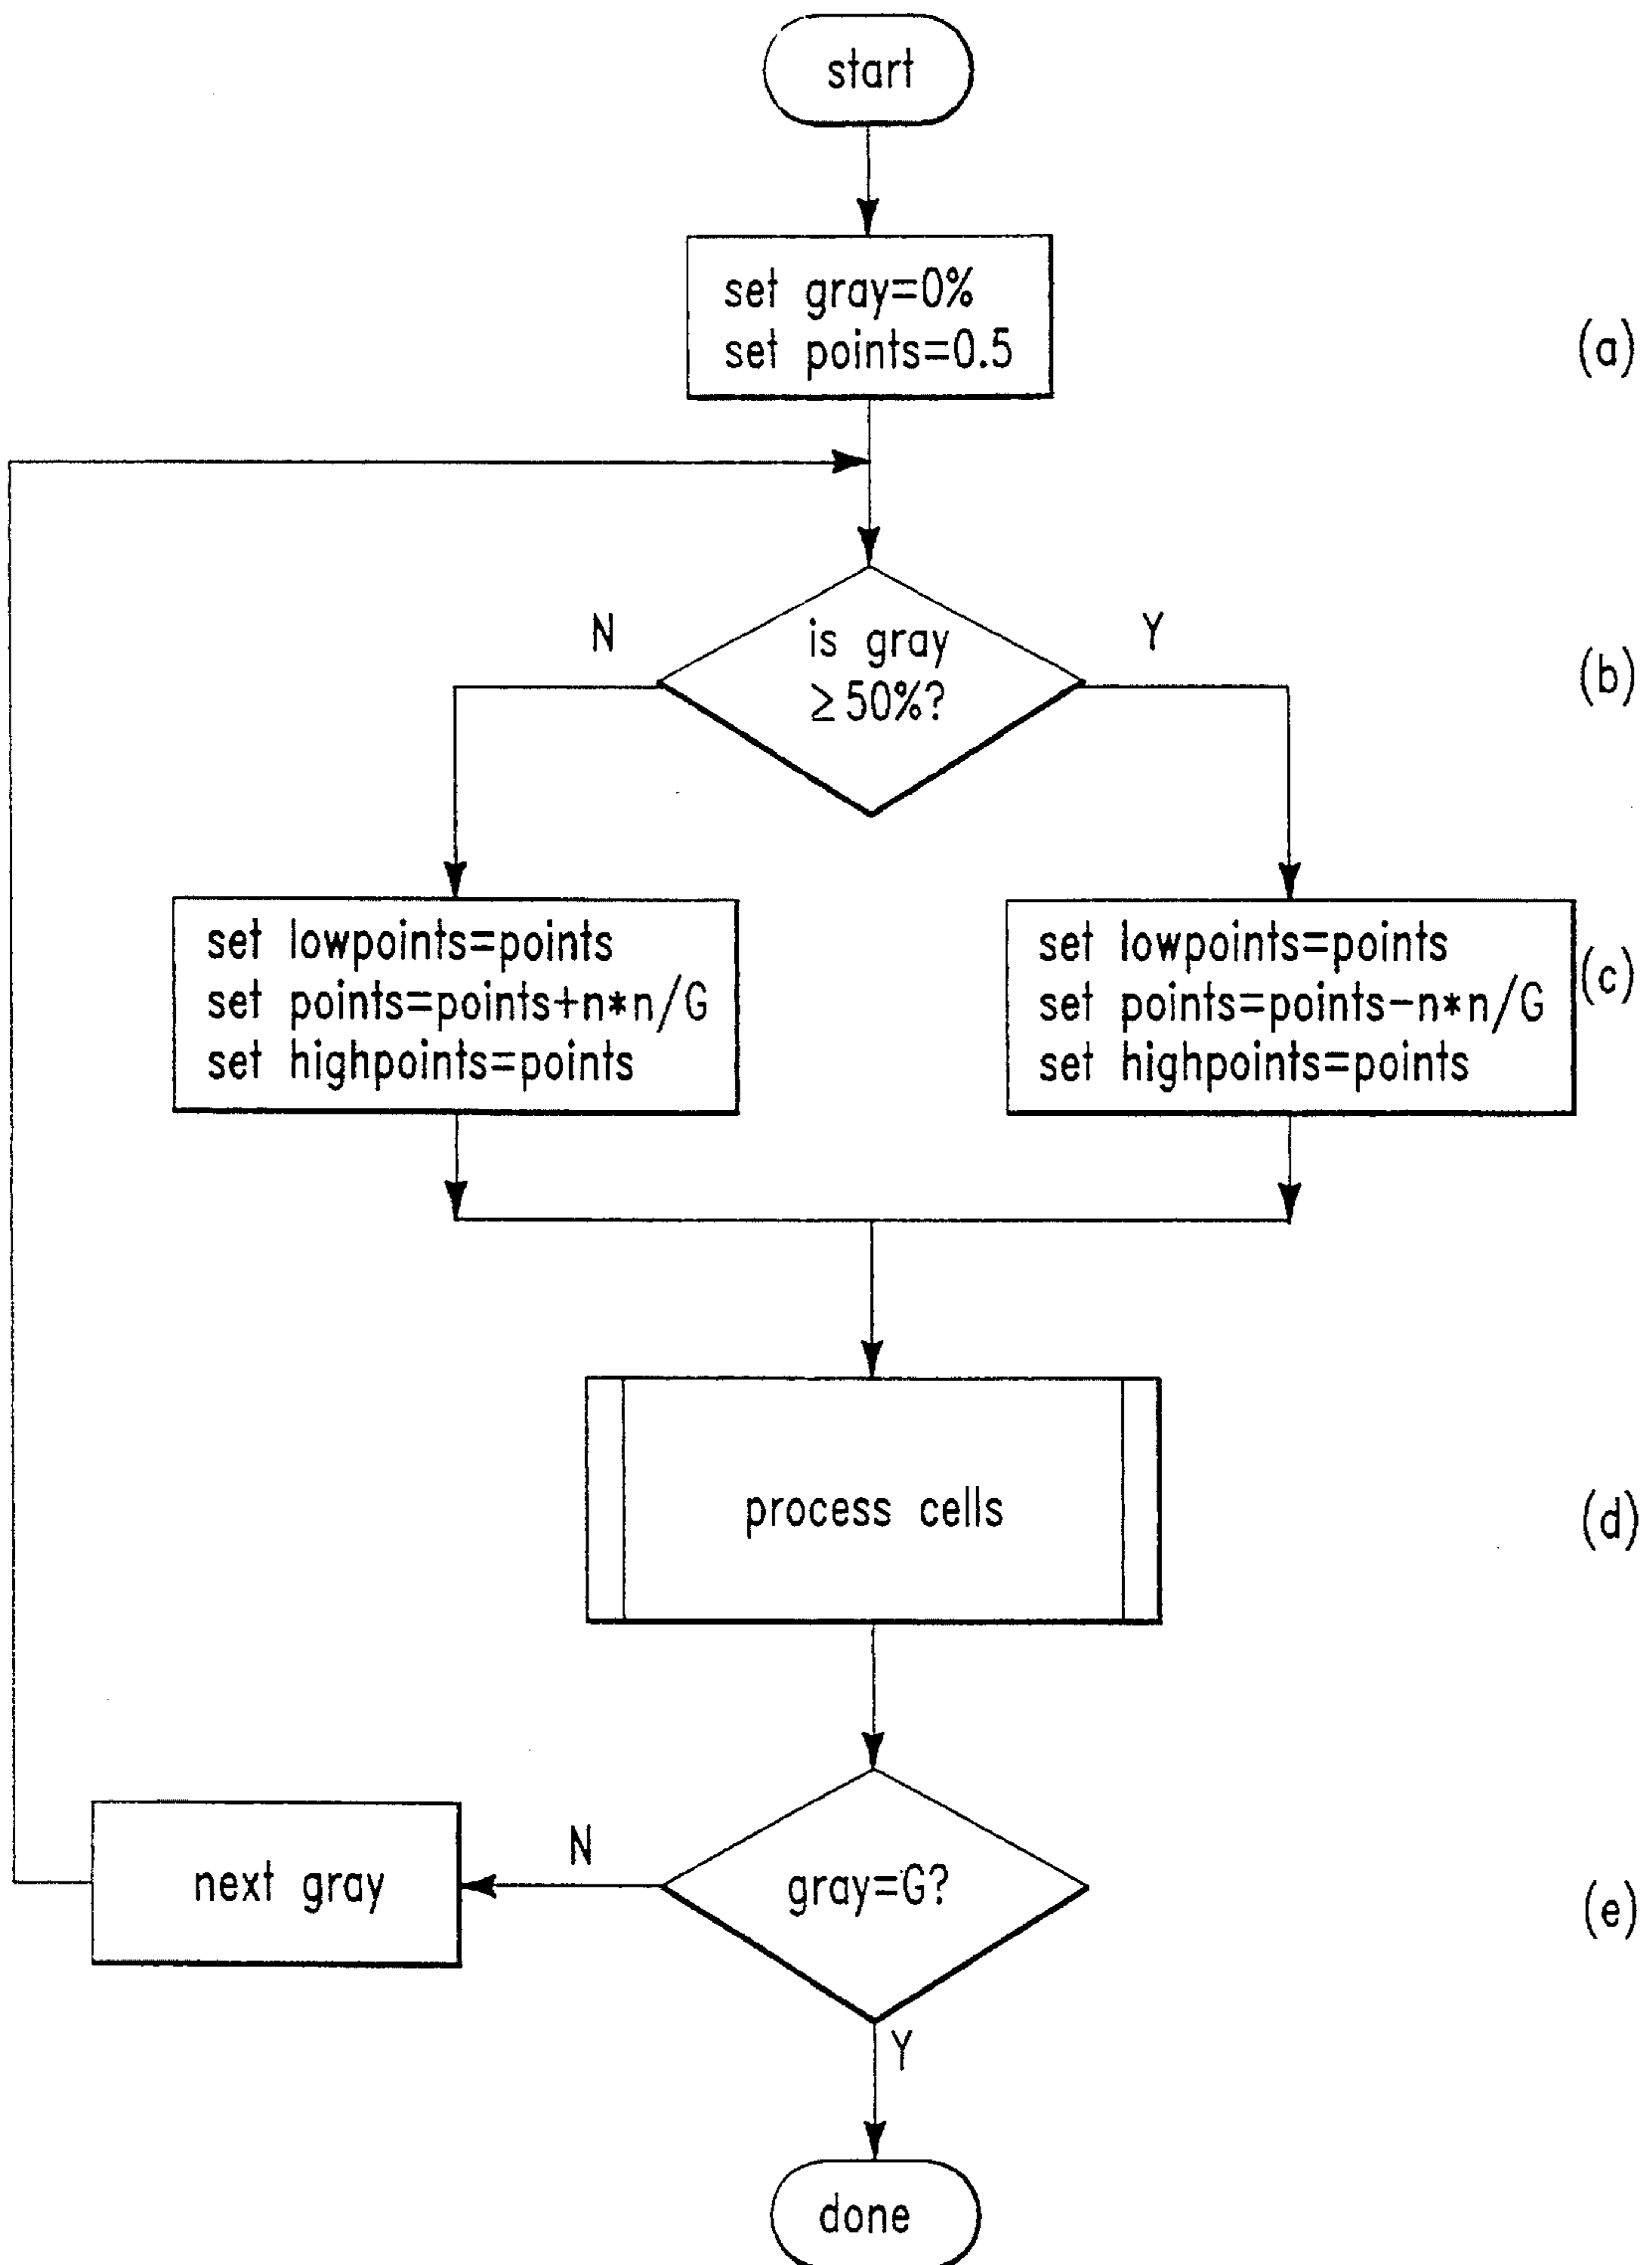 start
set gray=0%
set points=0.5
(a)
N
Y
is gray
≥50%?
(b)
set lowpoints=points
set points=points+n*n/G
set highpoints=points
set lowpoints=points
set points=points-n*n/G
set highpoints=points
(c)
process cells
(d)
next gray
N
gray=G?
(e)
Y
done